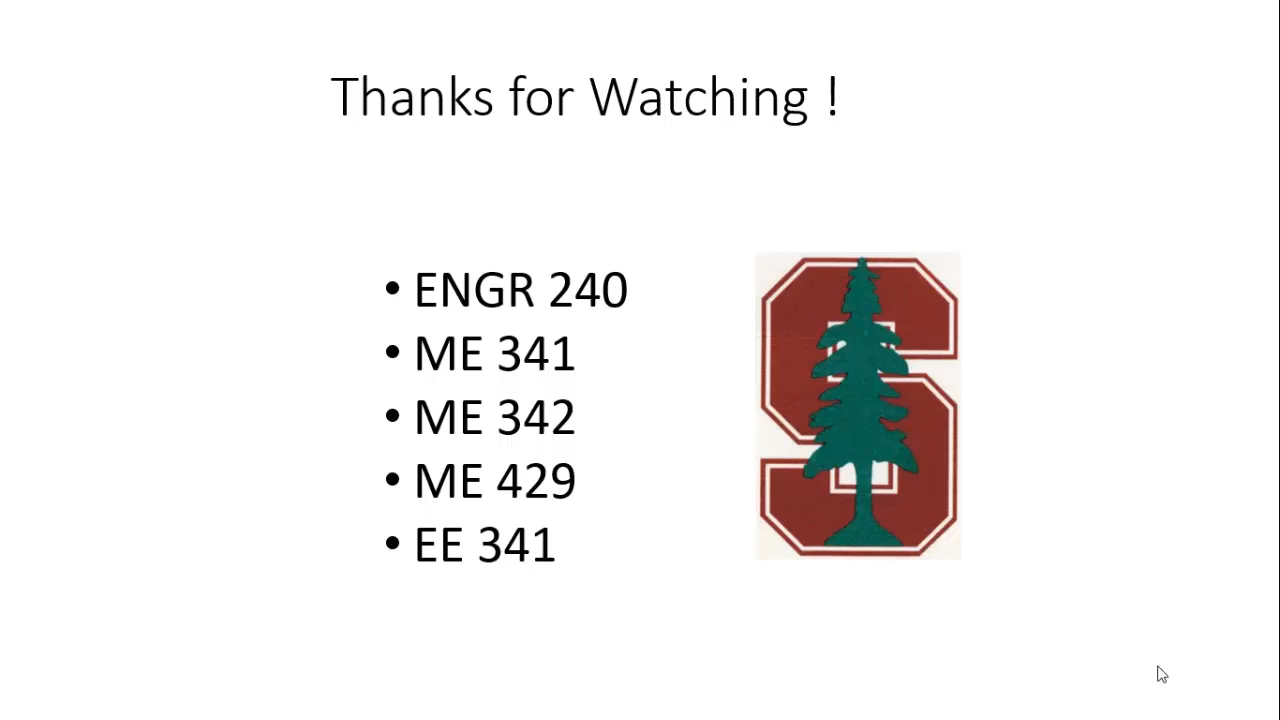 Thanks for Watching !
• ENGR 240
• ME 341
• ME 342
• ME 429
• EE 341